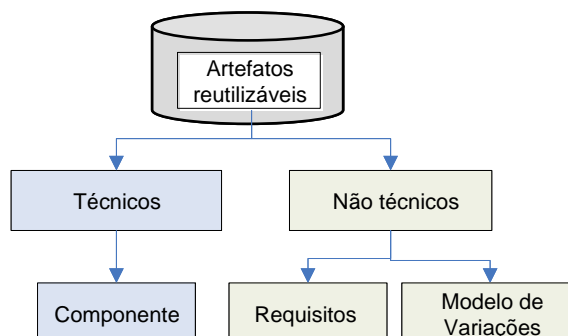 Artefatos
reutilizáveis
Técnicos
Não técnicos
Componente
Requisitos
Modelo de
Variações